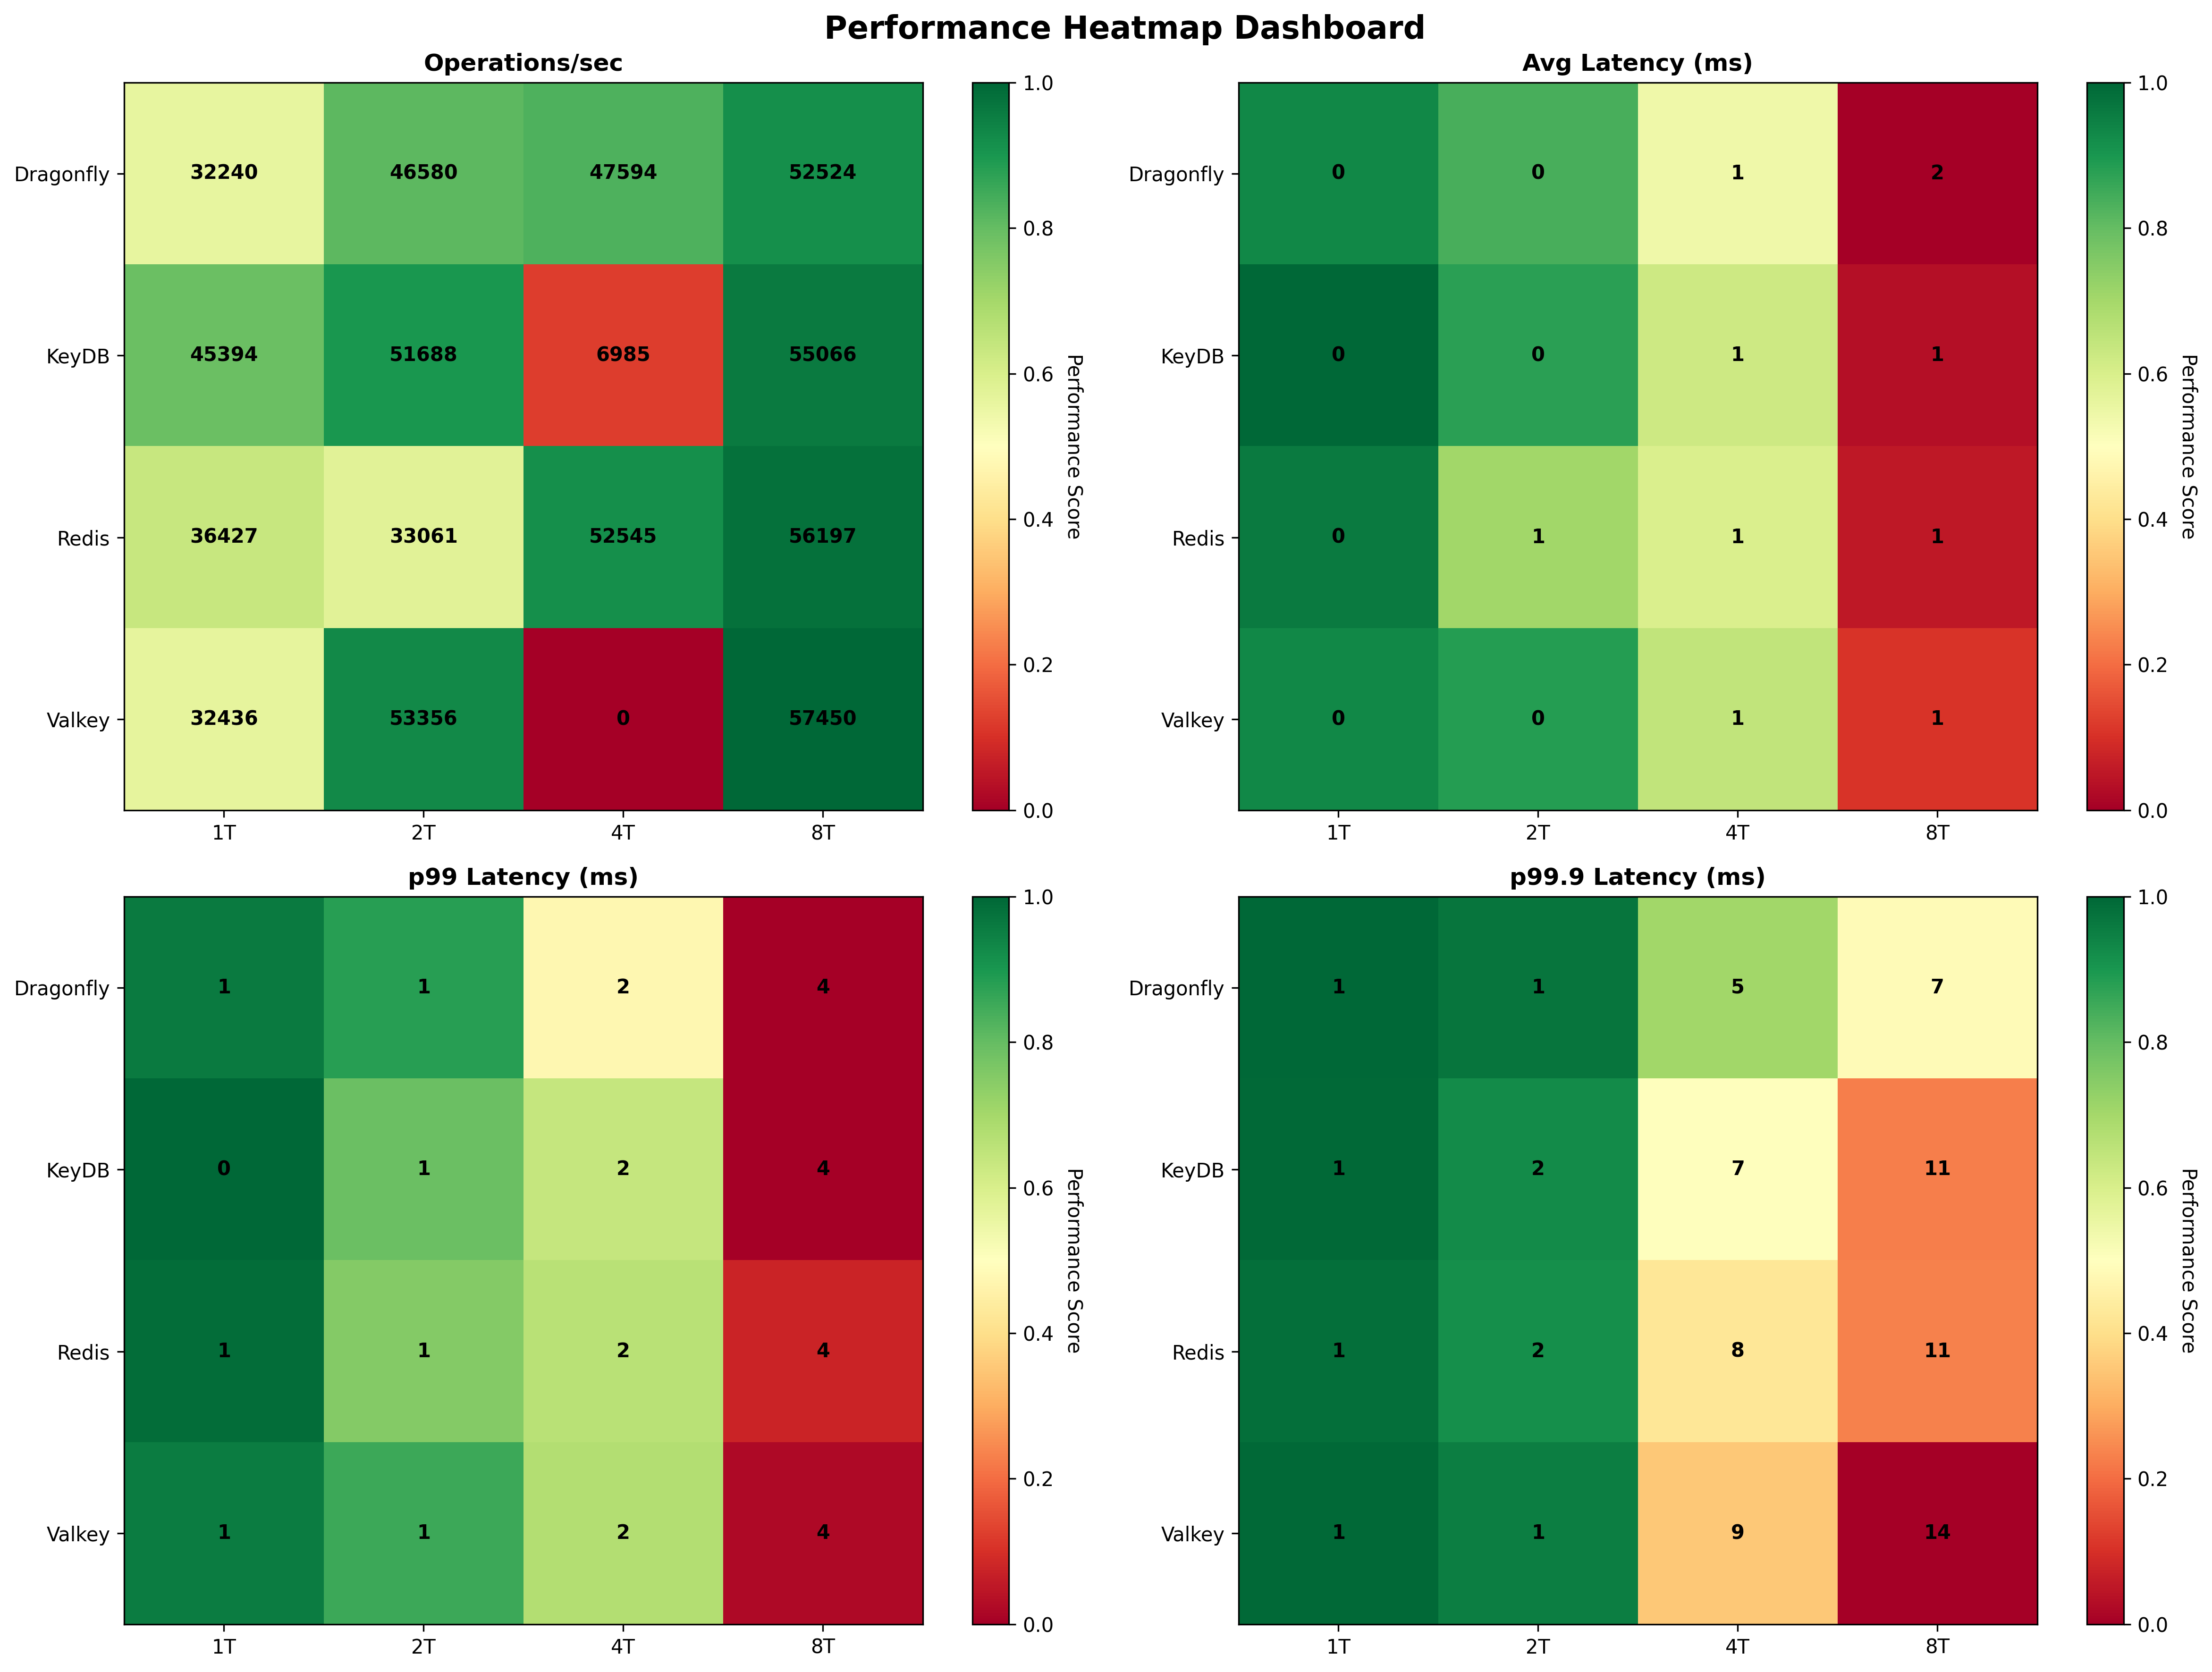 Performance Heatmap Dashboard
Operations/sec
Dragonfly 32240 46580 47594 52524
KeyDB 45394 51688 6985 55066
Redis 36427 33061 52545 56197
Valkey 32436 53356 0 57450
1T 2T 4T 8T
1.0
0.8
0.6
0.4
0.2
0.0
Performance Score
Avg Latency (ms)
Dragonfly 0 0 1 2
KeyDB 0 0 1 1
Redis 0 1 1 1
Valkey 0 0 1 1
1T 2T 4T 8T
1.0
0.8
0.6
0.4
0.2
0.0
Performance Score
p99 Latency (ms)
Dragonfly 1 1 2 4
KeyDB 0 1 2 4
Redis 1 1 2 4
Valkey 1 1 2 4
1T 2T 4T 8T
1.0
0.8
0.6
0.4
0.2
0.0
Performance Score
p99.9 Latency (ms)
Dragonfly 1 1 5 7
KeyDB 1 2 7 11
Redis 1 2 8 11
Valkey 1 1 9 14
1T 2T 4T 8T
1.0
0.8
0.6
0.4
0.2
0.0
Performance Score